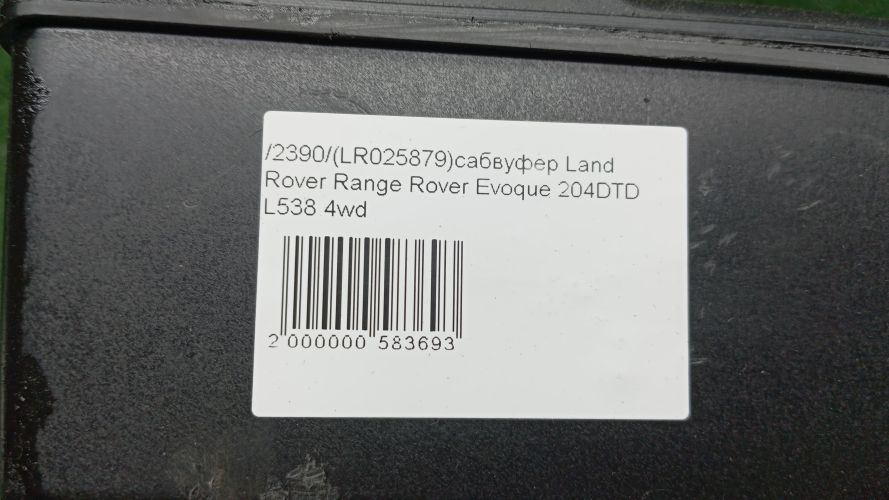 /2390/(LR025879)сабвуфер Land
Rover Range Rover Evoque 204DTD
L538 4wd
2 000000 583693